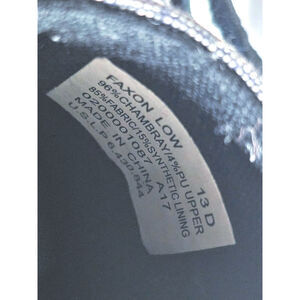 FAXON LOW 13 D
96%CHAMBRAY/4%PU UPPER
85%FABRIC/15%SYNTHETIC LINING
0200001087 A17
MADE IN CHINA
U.S.L.P 6,430,844